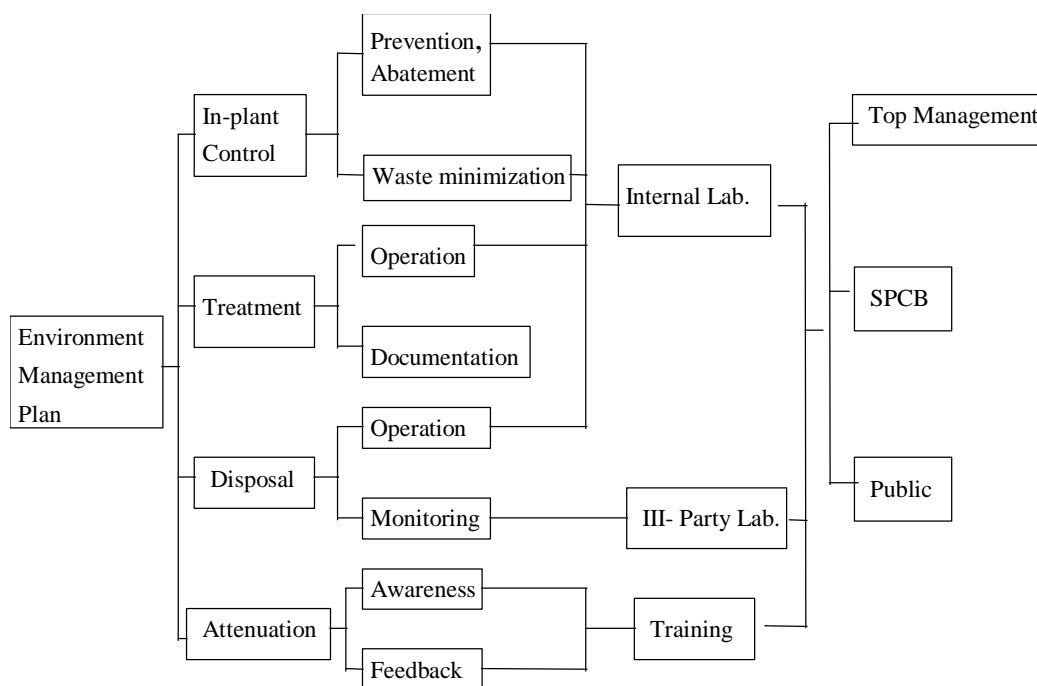 Environment
Management
Plan
In-plant
Control
Treatment
Disposal
Attenuation
Prevention,
Abatement
Waste minimization
Operation
Documentation
Operation
Monitoring
Awareness
Feedback
Internal Lab.
III- Party Lab.
Training
Top Management
SPCB
Public